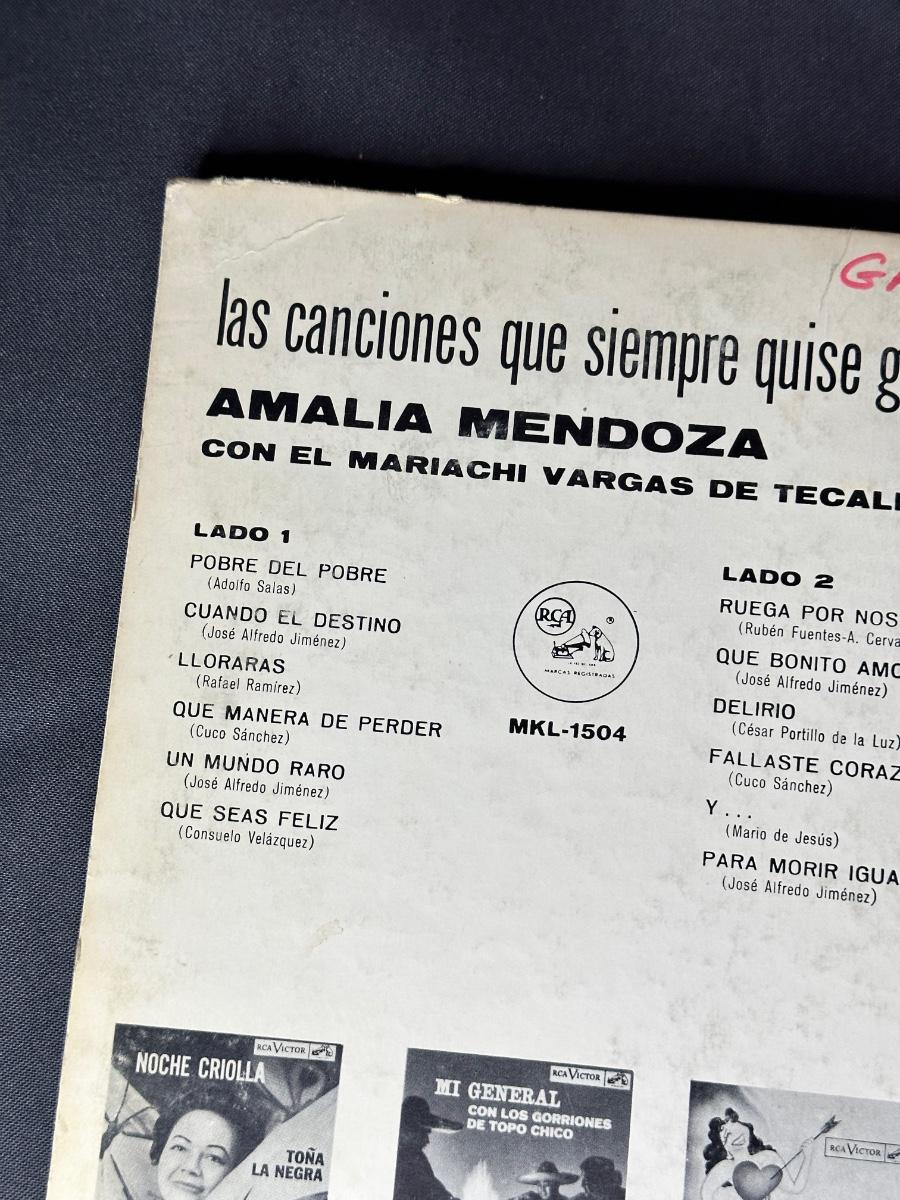 GA
las canciones que siempre quise g
AMALIA MENDOZA
CON EL MARIACHI VARGAS DE TECALI
LADO 1
POBRE DEL POBRE
(Adolfo Salas)
CUANDO EL DESTINO
(José Alfredo Jiménez)
LLORARAS
(Rafael Ramírez)
QUE MANERA DE PERDER
(Cuco Sánchez)
UN MUNDO RARO
(José Alfredo Jiménez)
QUE SEAS FELIZ
(Consuelo Velázquez)
RCA
®
MARCAS REGISTRADAS
MKL-1504
LADO 2
RUEGA POR NOS
(Rubén Fuentes-A. Cerva
QUE BONITO AMO
(José Alfredo Jiménez)
DELIRIO
(César Portillo de la Luz)
FALLASTE CORAZ
(Cuco Sánchez)
Y . . .
(Mario de Jesús)
PARA MORIR IGUA
(José Alfredo Jiménez)
RCA VICTOR
NOCHE CRIOLLA
TOÑA
LA NEGRA
RCA VICTOR
MI GENERAL
CON LOS GORRIONES
DE TOPO CHICO
RCA VICTOR